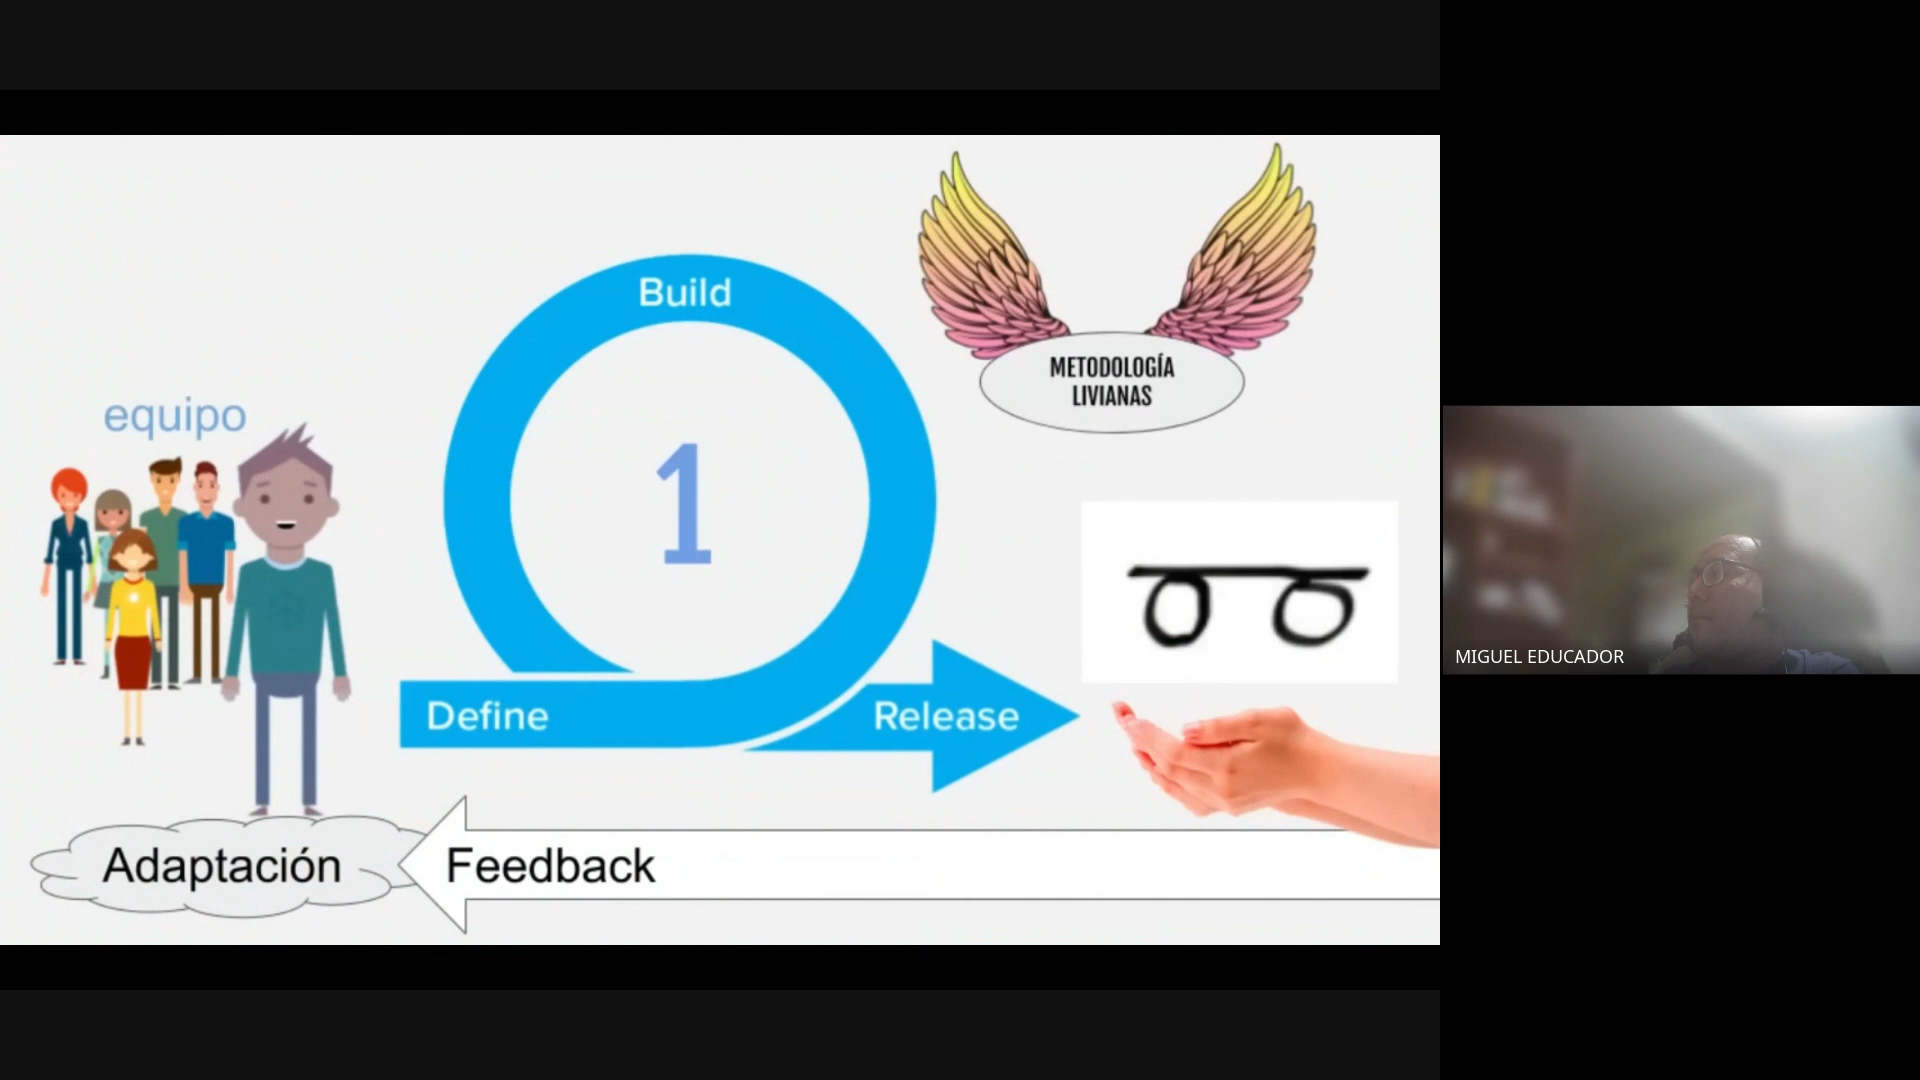 Build
METODOLOGÍA
LIVIANAS
equipo
1
Define
Release
Adaptación
Feedback
MIGUEL EDUCADOR